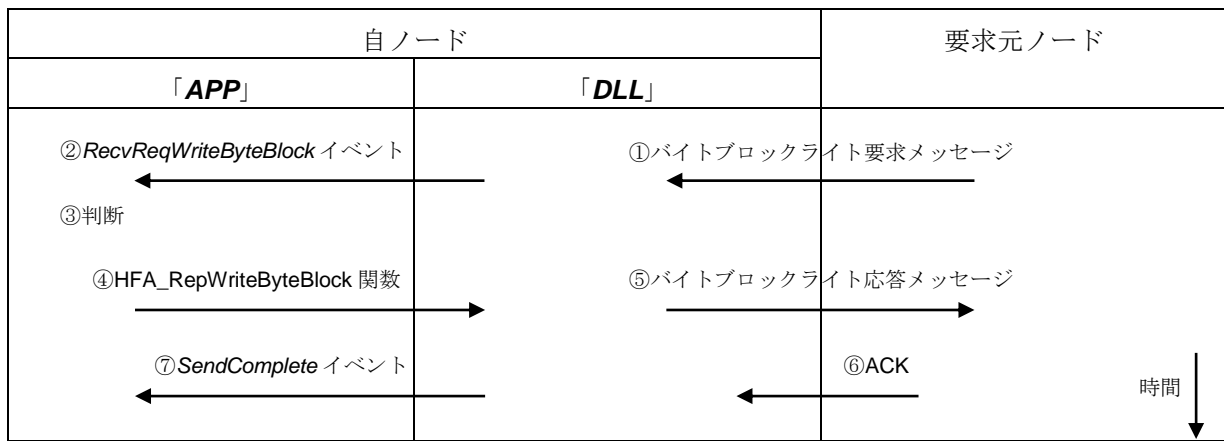 自ノード
要求元ノード
「APP」
「DLL」
②RecvReqWriteByteBlock イベント
①バイトブロックライト要求メッセージ
③判断
④HFA_RepWriteByteBlock 関数
⑤バイトブロックライト応答メッセージ
⑦SendComplete イベント
⑥ACK
時間